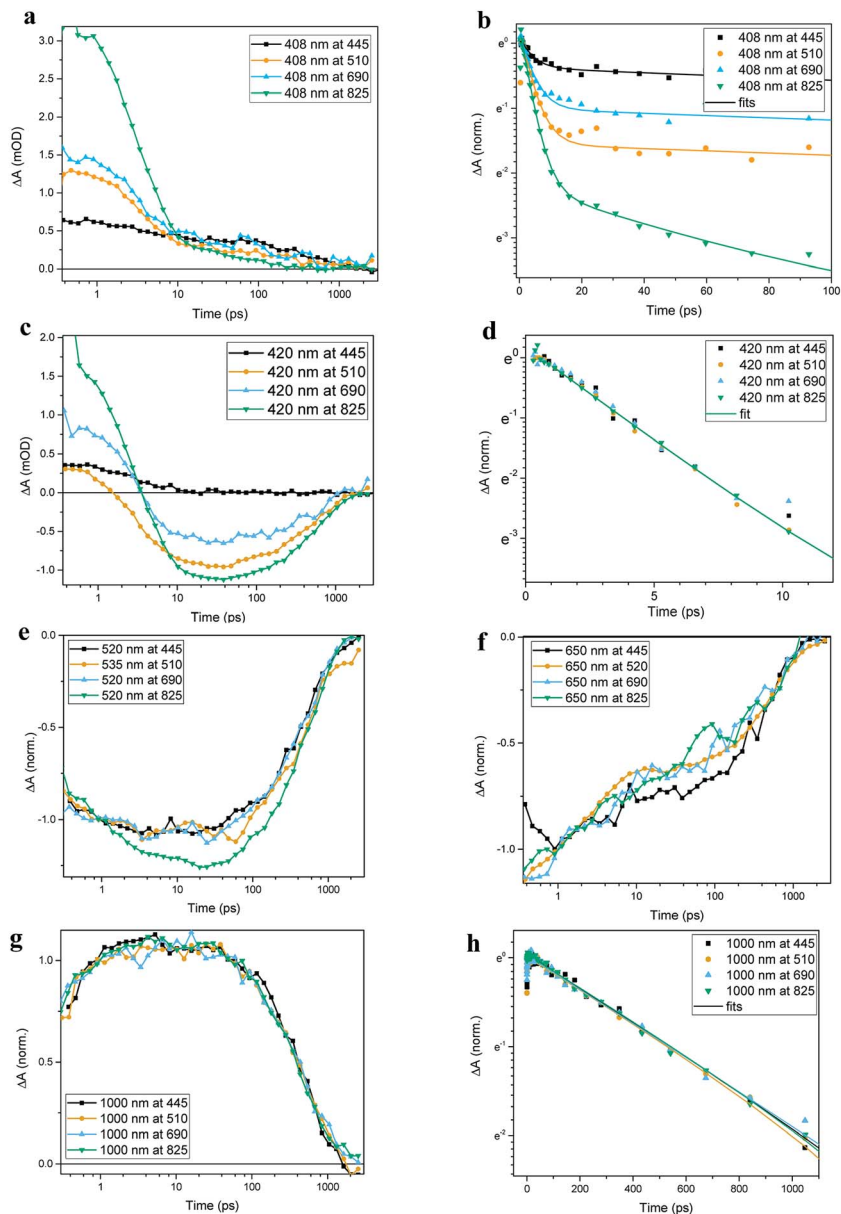 a
3.0
2.5
2.0
1.5
1.0
0.5
0.0
ΔA (mOD)
408 nm at 445
408 nm at 510
408 nm at 690
408 nm at 825
1 10 100 1000
Time (ps)
b
e⁰
e⁻¹
e⁻²
e⁻³
ΔA (norm.)
408 nm at 445
408 nm at 510
408 nm at 690
408 nm at 825
fits
0 20 40 60 80 100
Time (ps)
c
2.0
1.5
1.0
0.5
0.0
-0.5
-1.0
ΔA (mOD)
420 nm at 445
420 nm at 510
420 nm at 690
420 nm at 825
1 10 100 1000
Time (ps)
d
e⁰
e⁻¹
e⁻²
e⁻³
ΔA (norm.)
420 nm at 445
420 nm at 510
420 nm at 690
420 nm at 825
fit
0 5 10
Time (ps)
e
0.0
-0.5
-1.0
ΔA (norm.)
520 nm at 445
535 nm at 510
520 nm at 690
520 nm at 825
1 10 100 1000
Time (ps)
f
0.0
-0.5
-1.0
ΔA (norm.)
650 nm at 445
650 nm at 520
650 nm at 690
650 nm at 825
1 10 100 1000
Time (ps)
g
1.0
0.5
0.0
ΔA (norm.)
1000 nm at 445
1000 nm at 510
1000 nm at 690
1000 nm at 825
1 10 100 1000
Time (ps)
h
e⁰
e⁻¹
e⁻²
ΔA (norm.)
1000 nm at 445
1000 nm at 510
1000 nm at 690
1000 nm at 825
fits
0 200 400 600 800 1000
Time (ps)